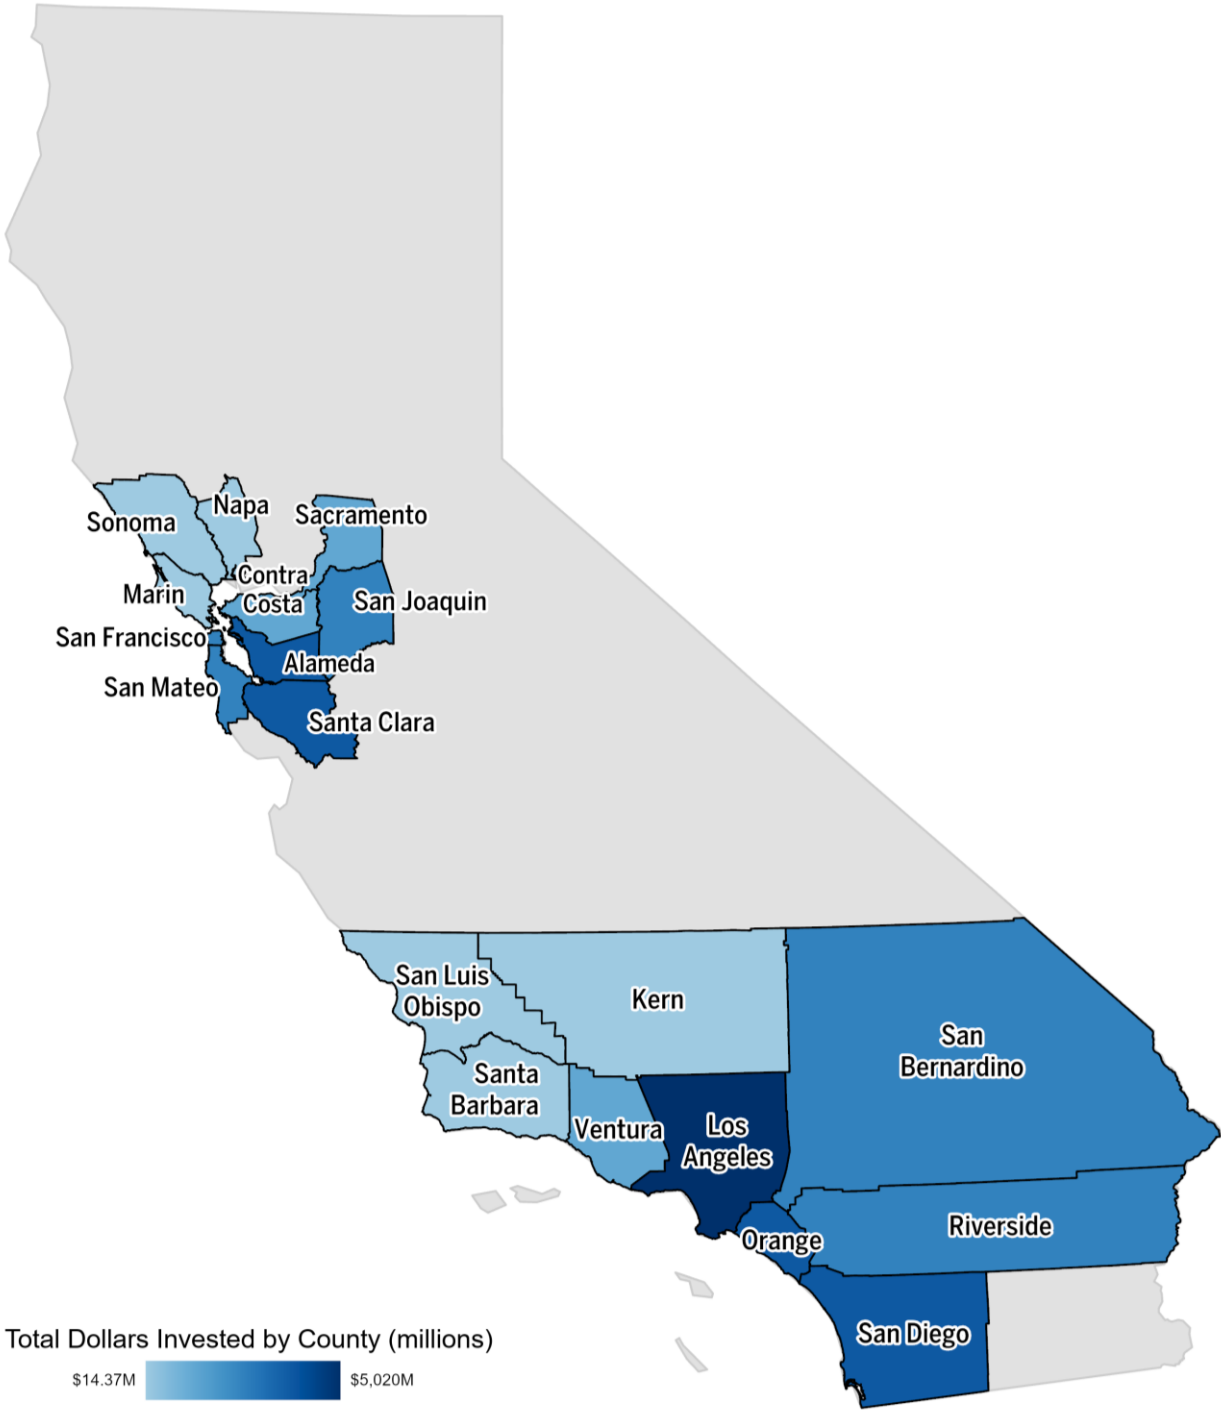 Napa
Sonoma
Sacramento
Contra
Costa
Marin
San Joaquin
San Francisco
Alameda
San Mateo
Santa Clara
San Luis
Obispo
Kern
San
Bernardino
Santa
Barbara
Ventura
Los
Angeles
Riverside
Orange
San Diego
Total Dollars Invested by County (millions)
$14.37M
$5,020M